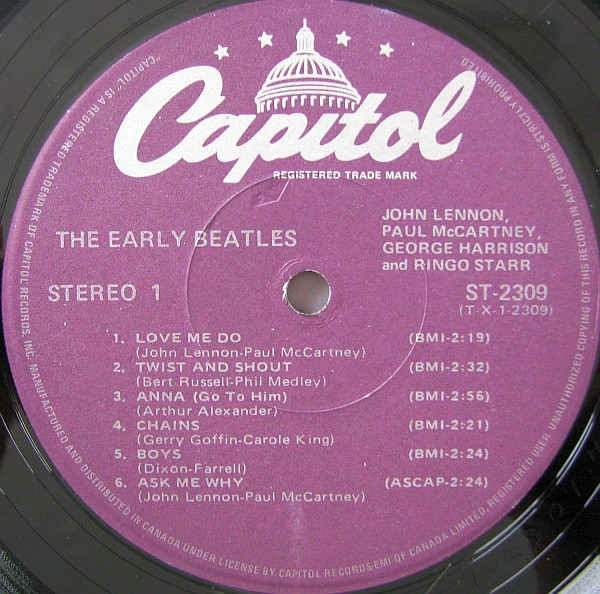 Capitol
REGISTERED TRADE MARK
THE EARLY BEATLES
JOHN LENNON,
PAUL McCARTNEY,
GEORGE HARRISON
and RINGO STARR
STEREO 1
ST-2309
(T-X-1-2309)
1. LOVE ME DO (BMI-2:19)
(John Lennon-Paul McCartney)
2. TWIST AND SHOUT (BMI-2:32)
(Bert Russell-Phil Medley)
3. ANNA (Go To Him) (BMI-2:56)
(Arthur Alexander)
4. CHAINS (BMI-2:21)
(Gerry Goffin-Carole King)
5. BOYS (BMI-2:24)
(Dixon-Farrell)
6. ASK ME WHY (ASCAP-2:24)
(John Lennon-Paul McCartney)
"CAPITOL" IS A REGISTERED TRADEMARK OF CAPITOL RECORDS, INC. MANUFACTURED AND DISTRIBUTED IN CANADA UNDER LICENSE BY CAPITOL RECORDS-EMI OF CANADA LIMITED, REGISTERED USER. UNAUTHORIZED COPYING OF THIS RECORD IN ANY FORM IS STRICTLY PROHIBITED